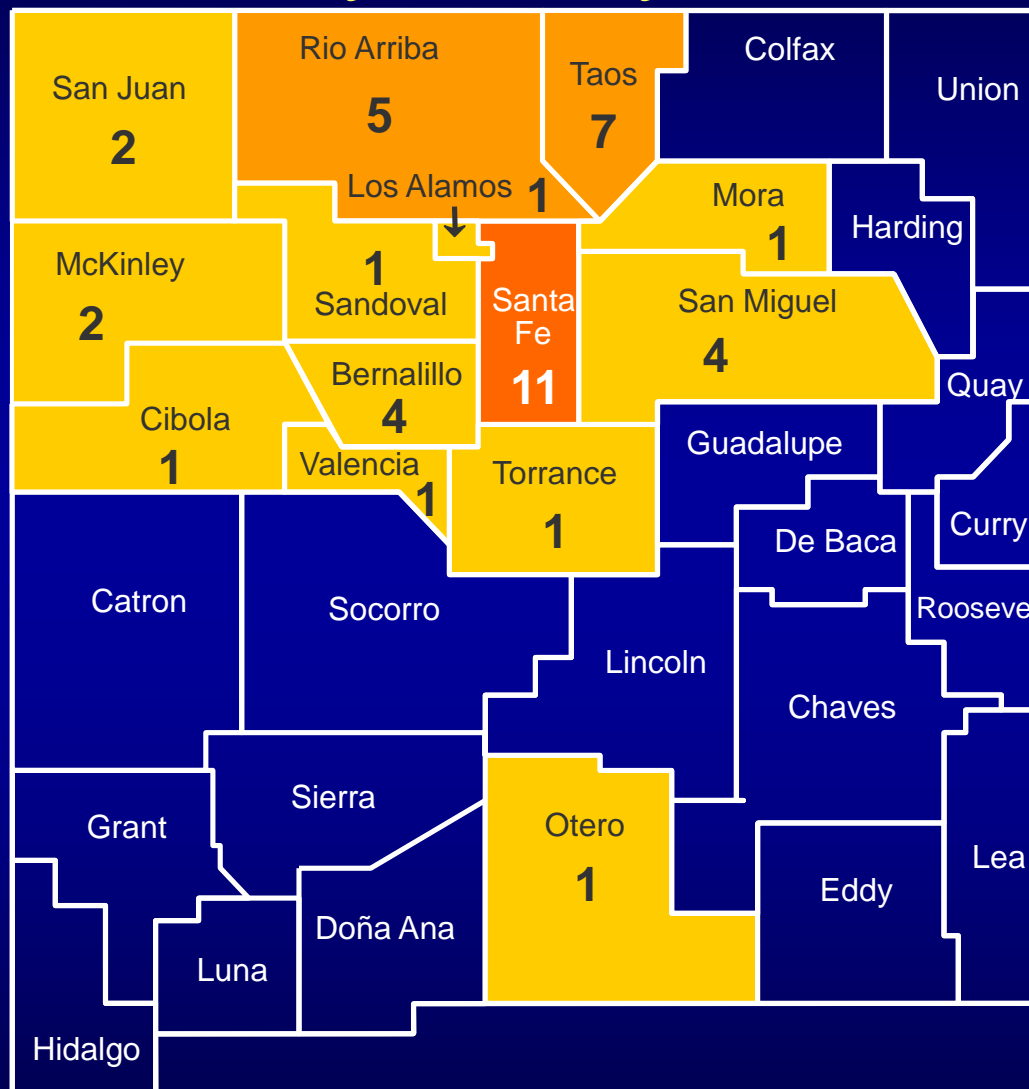 Rio Arriba
5
Taos
7
Colfax
San Juan
2
Union
Los Alamos 1
↓
Mora
1
Harding
McKinley
2
1
Sandoval
Santa
Fe
11
San Miguel
4
Bernalillo
4
Quay
Cibola
1
Valencia
1
Torrance
1
Guadalupe
De Baca
Curry
Catron
Socorro
Lincoln
Rooseve
Chaves
Sierra
Grant
Otero
1
Lea
Eddy
Doña Ana
Luna
Hidalgo